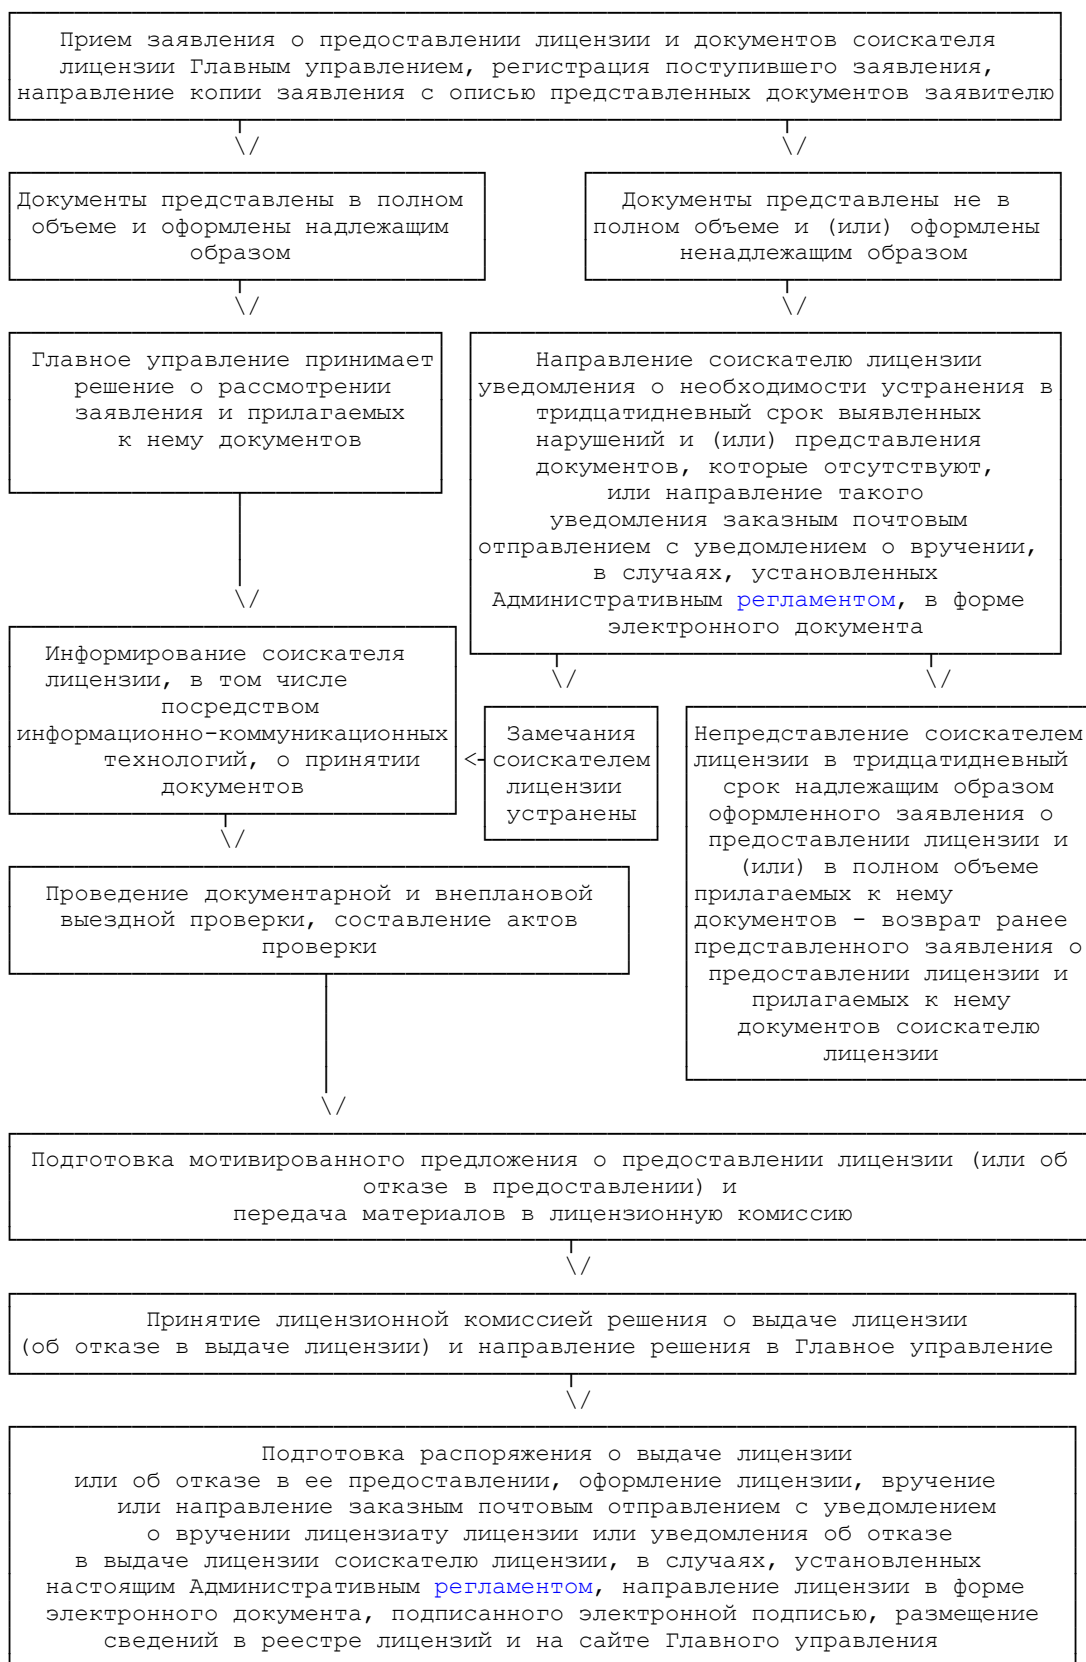 Прием заявления о предоставлении лицензии и документов соискателя
лицензии Главным управлением, регистрация поступившего заявления,
направление копии заявления с описью представленных документов заявителю
Документы представлены в полном
объеме и оформлены надлежащим
образом
Документы представлены не в
полном объеме и (или) оформлены
ненадлежащим образом
Главное управление принимает
решение о рассмотрении
заявления и прилагаемых
к нему документов
Направление соискателю лицензии
уведомления о необходимости устранения в
тридцатидневный срок выявленных
нарушений и (или) представления
документов, которые отсутствуют,
или направление такого
уведомления заказным почтовым
отправлением с уведомлением о вручении,
в случаях, установленных
Административным регламентом, в форме
электронного документа
Информирование соискателя
лицензии, в том числе
посредством
информационно-коммуникационных
технологий, о принятии
документов
Замечания
соискателем
лицензии
устранены
Непредставление соискателем
лицензии в тридцатидневный
срок надлежащим образом
оформленного заявления о
предоставлении лицензии и
(или) в полном объеме
прилагаемых к нему
документов - возврат ранее
представленного заявления о
предоставлении лицензии и
прилагаемых к нему
документов соискателю
лицензии
Проведение документарной и внеплановой
выездной проверки, составление актов
проверки
Подготовка мотивированного предложения о предоставлении лицензии (или об
отказе в предоставлении) и
передача материалов в лицензионную комиссию
Принятие лицензионной комиссией решения о выдаче лицензии
(об отказе в выдаче лицензии) и направление решения в Главное управление
Подготовка распоряжения о выдаче лицензии
или об отказе в ее предоставлении, оформление лицензии, вручение
или направление заказным почтовым отправлением с уведомлением
о вручении лицензиату лицензии или уведомления об отказе
в выдаче лицензии соискателю лицензии, в случаях, установленных
настоящим Административным регламентом, направление лицензии в форме
электронного документа, подписанного электронной подписью, размещение
сведений в реестре лицензий и на сайте Главного управления